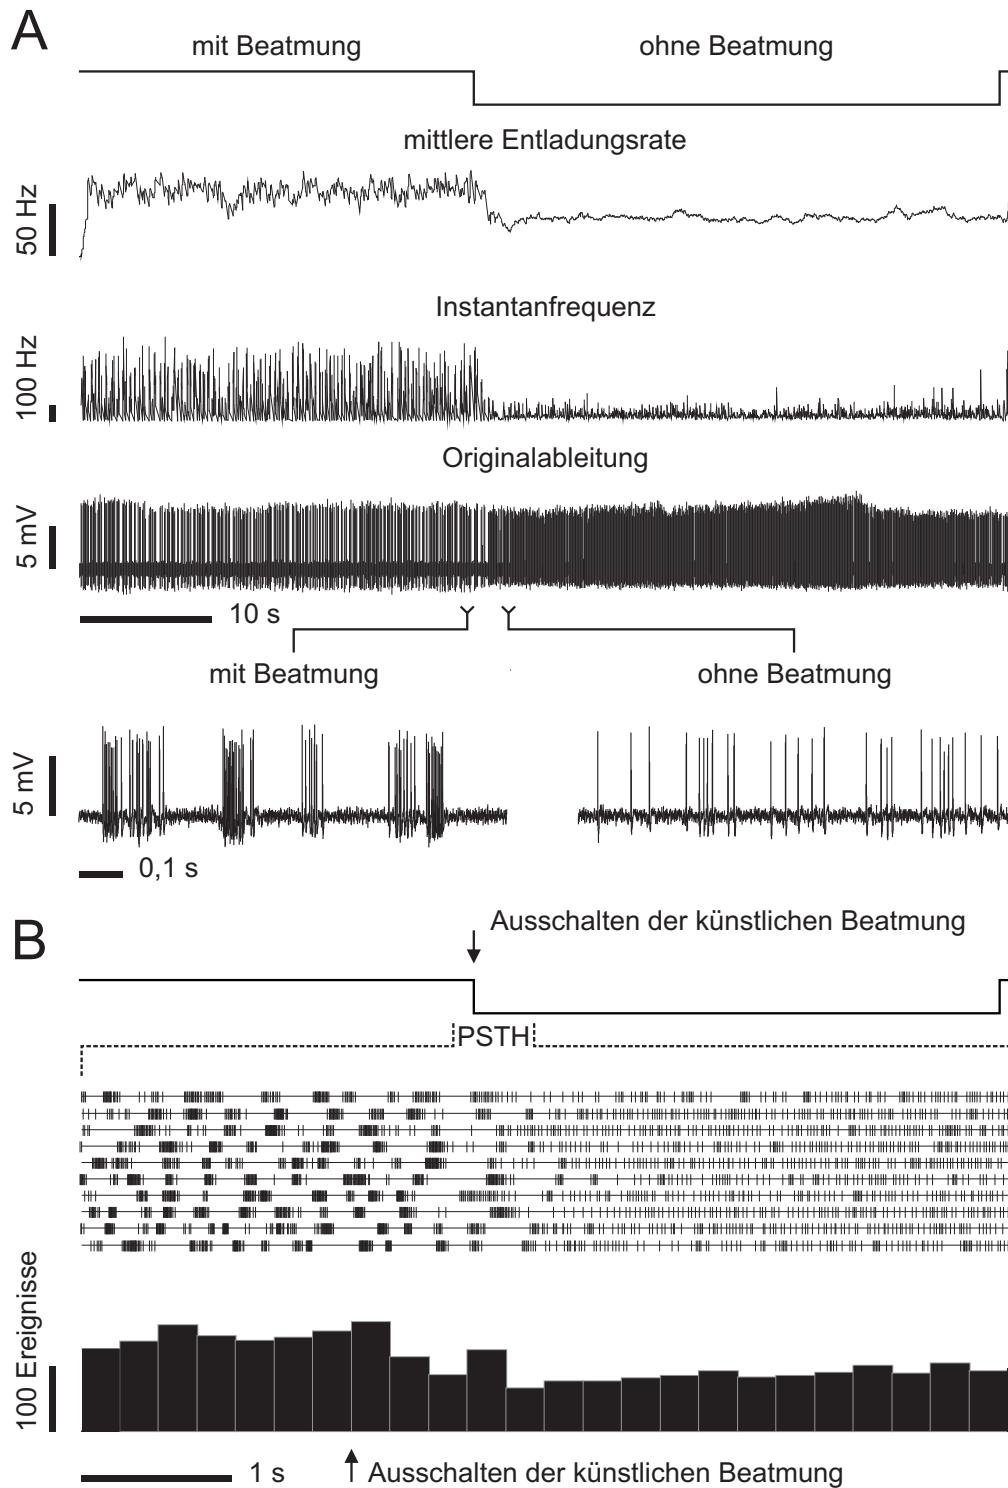 A
mit Beatmung
ohne Beatmung
mittlere Entladungsrate
50 Hz
Instantanfrequenz
100 Hz
Originalableitung
5 mV
10 s
mit Beatmung
ohne Beatmung
5 mV
0,1 s
B
Ausschalten der künstlichen Beatmung
PSTH
100 Ereignisse
1 s
Ausschalten der künstlichen Beatmung